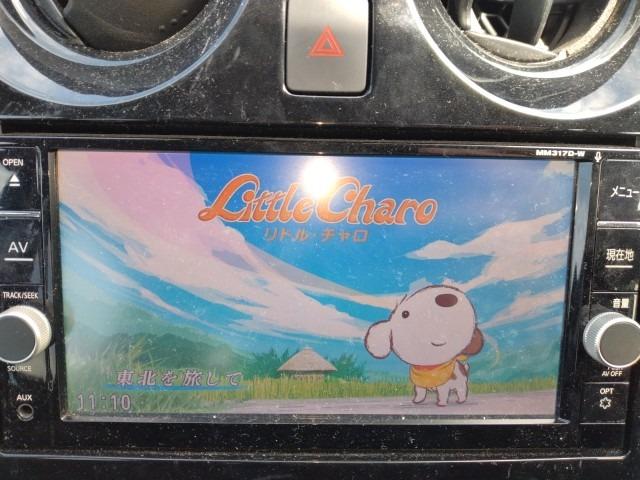 MM317D-W
OPEN
メニュー
AV
現在地
TRACK/SEEK
音量
SOURCE
AV OFF
AUX
OPT
Little Charo
リトル・チャロ
東北を旅して
11:10